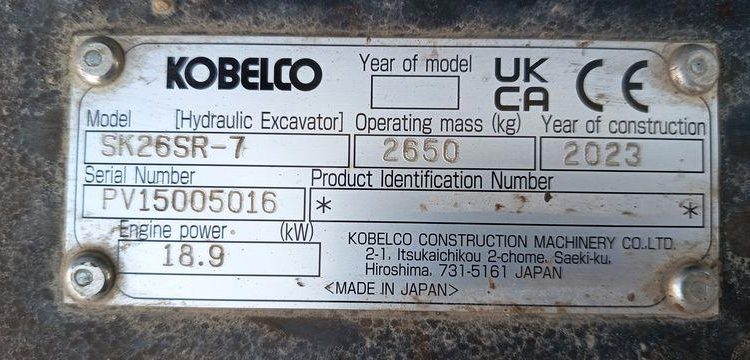 KOBELCO
Year of model
UK
CA
CE
Model [Hydraulic Excavator] Operating mass (kg) Year of construction
SK26SR-7 2650 2023
Serial Number Product Identification Number
PV15005016 * *
Engine power (kW)
18.9
KOBELCO CONSTRUCTION MACHINERY CO.,LTD.
2-1, Itsukaichikou 2-chome, Saeki-ku,
Hiroshima, 731-5161 JAPAN
<MADE IN JAPAN>